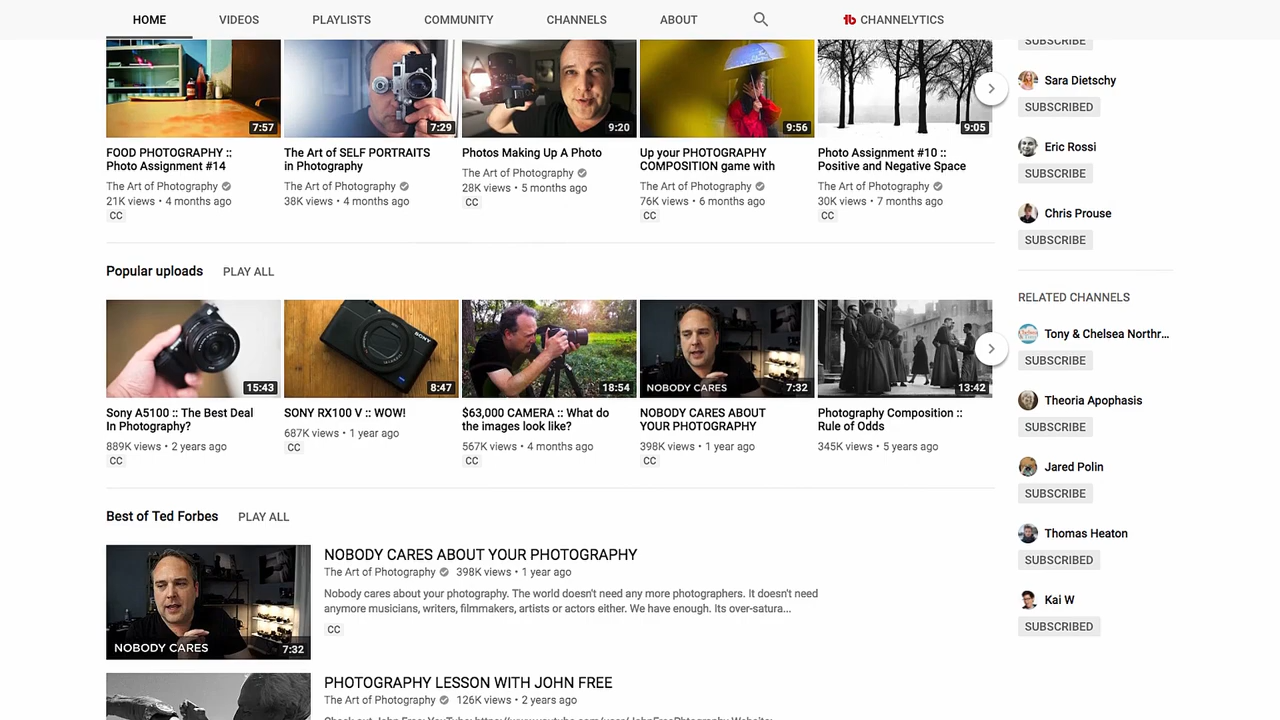 HOME VIDEOS PLAYLISTS COMMUNITY CHANNELS ABOUT CHANNELYTICS
7:57 7:29 9:20 9:56 9:05
FOOD PHOTOGRAPHY ::
Photo Assignment #14
The Art of Photography
21K views • 4 months ago
CC
The Art of SELF PORTRAITS
in Photography
The Art of Photography
38K views • 4 months ago
Photos Making Up A Photo
The Art of Photography
28K views • 5 months ago
CC
Up your PHOTOGRAPHY
COMPOSITION game with
The Art of Photography
76K views • 6 months ago
CC
Photo Assignment #10 ::
Positive and Negative Space
The Art of Photography
30K views • 7 months ago
CC
Popular uploads PLAY ALL
SONY
NOBODY CARES
15:43 8:47 18:54 7:32 13:42
Sony A5100 :: The Best Deal
In Photography?
889K views • 2 years ago
CC
SONY RX100 V :: WOW!
687K views • 1 year ago
CC
$63,000 CAMERA :: What do
the images look like?
567K views • 4 months ago
CC
NOBODY CARES ABOUT
YOUR PHOTOGRAPHY
398K views • 1 year ago
CC
Photography Composition ::
Rule of Odds
345K views • 5 years ago
Best of Ted Forbes PLAY ALL
NOBODY CARES 7:32
NOBODY CARES ABOUT YOUR PHOTOGRAPHY
The Art of Photography 398K views • 1 year ago
Nobody cares about your photography. The world doesn't need any more photographers. It doesn't need
anymore musicians, writers, filmmakers, artists or actors either. We have enough. Its over-satura...
CC
PHOTOGRAPHY LESSON WITH JOHN FREE
The Art of Photography 126K views • 2 years ago
SUBSCRIBE
Sara Dietschy
SUBSCRIBED
Eric Rossi
SUBSCRIBE
Chris Prouse
SUBSCRIBE
RELATED CHANNELS
Tony & Chelsea Northr...
SUBSCRIBE
Theoria Apophasis
SUBSCRIBE
Jared Polin
SUBSCRIBE
Thomas Heaton
SUBSCRIBED
Kai W
SUBSCRIBED